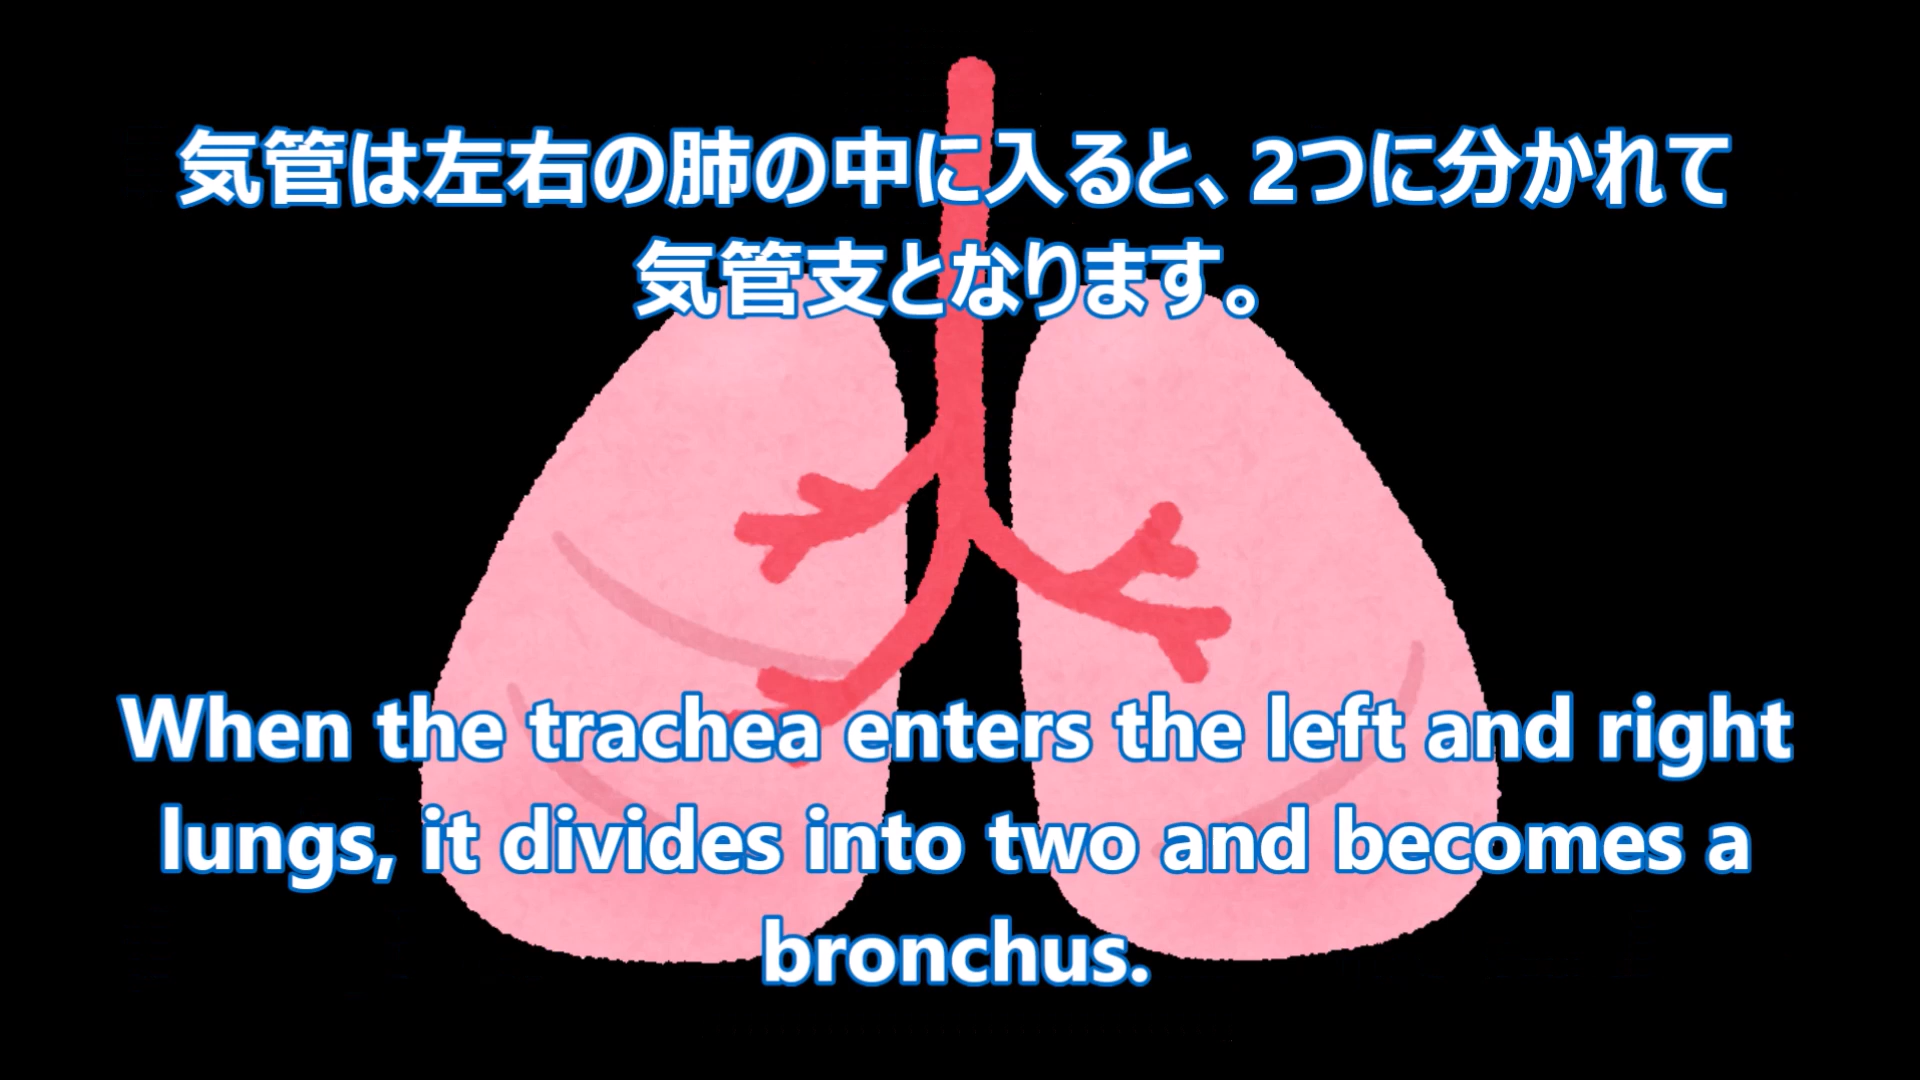 気管は左右の肺の中に入ると、2つに分かれて
気管支となります。
When the trachea enters the left and right
lungs, it divides into two and becomes a
bronchus.